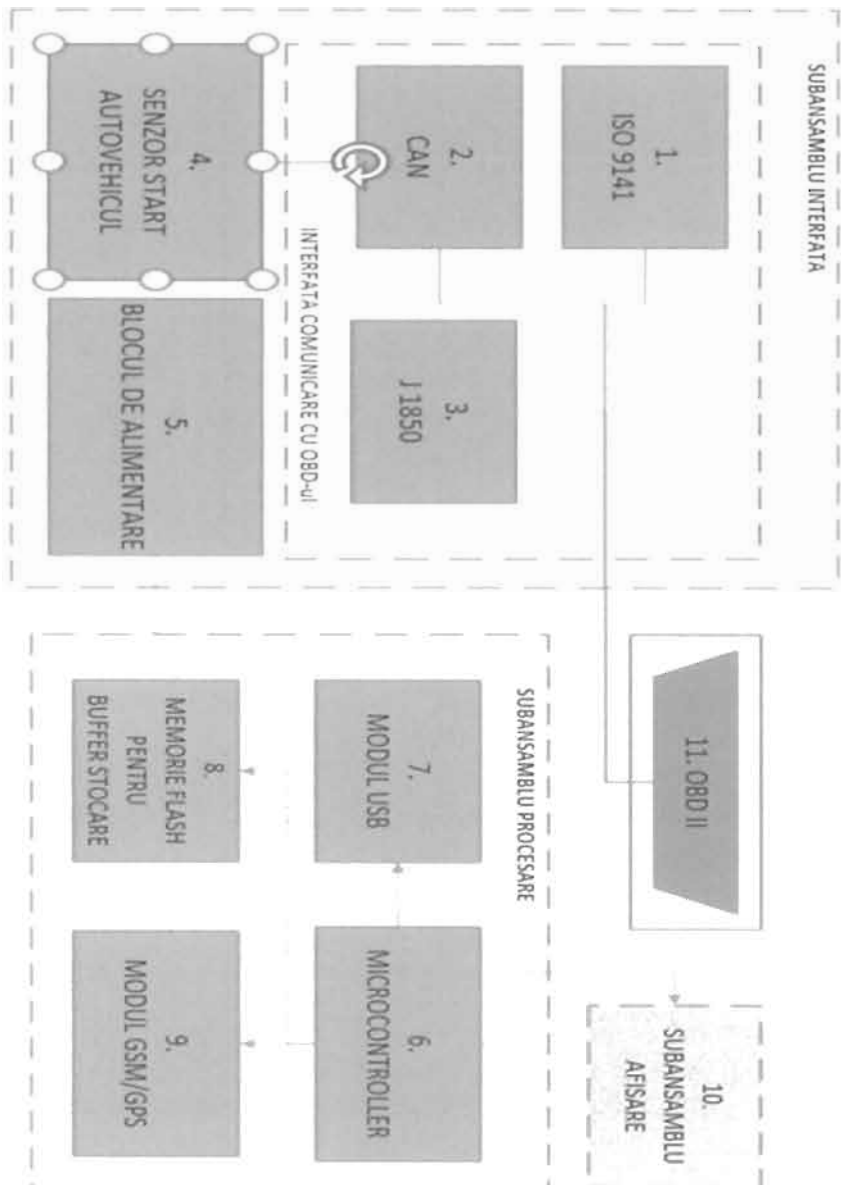 SUBANSAMBLU INTERFATA
1.
ISO 9141
2.
CAN
3.
J 1850
INTERFATA COMUNICARE CU OBD-ul
4.
SENZOR START
AUTOVEHICUL
5.
BLOCUL DE ALIMENTARE
11. OBD II
10.
SUBANSAMBLU
AFISARE
SUBANSAMBLU PROCESARE
7.
MODUL USB
6.
MICROCONTROLLER
8.
MEMORIE FLASH
PENTRU
BUFFER STOCARE
9.
MODUL GSM/GPS